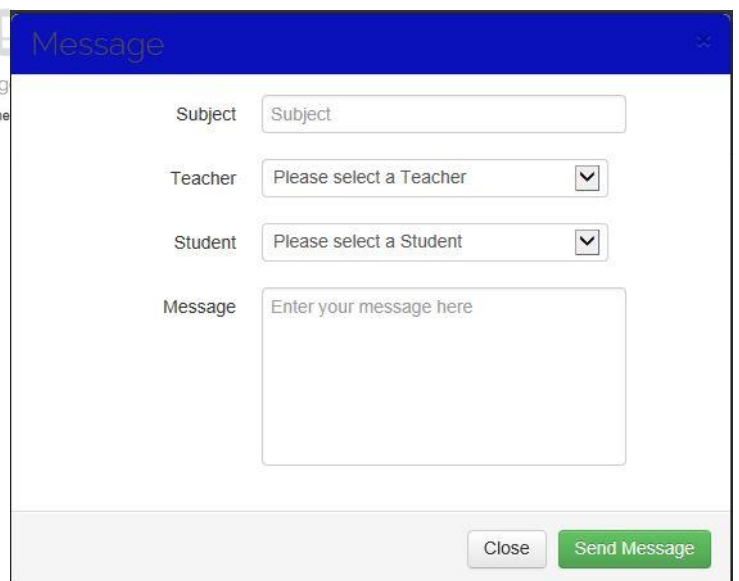 Message ×
Subject Subject
Teacher Please select a Teacher
Student Please select a Student
Message Enter your message here
Close Send Message